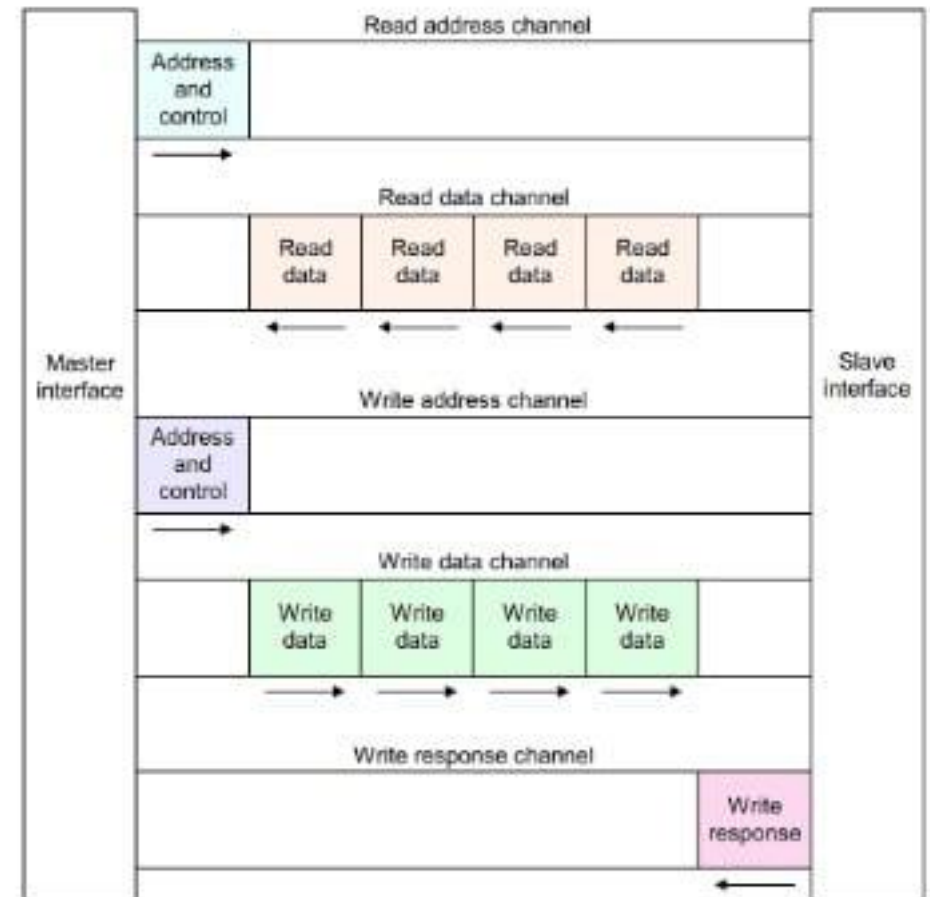 Read address channel
Address
and
control
Read data channel
Read
data
Read
data
Read
data
Read
data
Master
interface
Slave
interface
Write address channel
Address
and
control
Write data channel
Write
data
Write
data
Write
data
Write
data
Write response channel
Write
response